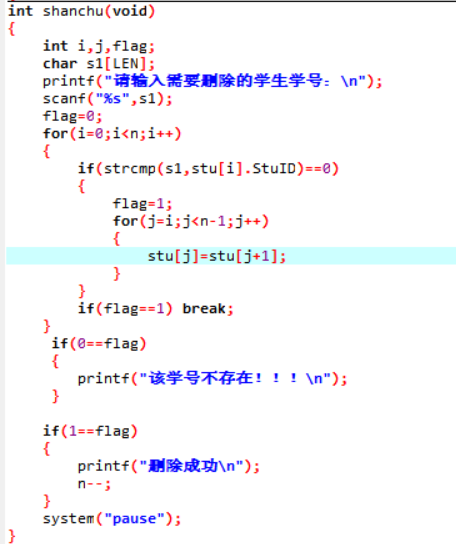 int shanchu(void)
{
    int i,j,flag;
    char s1[LEN];
    printf("请输入需要删除的学生学号：\n");
    scanf("%s",s1);
    flag=0;
    for(i=0;i<n;i++)
    {
        if(strcmp(s1,stu[i].StuID)==0)
        {
            flag=1;
            for(j=i;j<n-1;j++)
            {
                stu[j]=stu[j+1];
            }
        }
        if(flag==1) break;
    }
     if(0==flag)
     {
        printf("该学号不存在！！！\n");
     }

    if(1==flag)
    {
        printf("删除成功\n");
        n--;
    }
    system("pause");
}